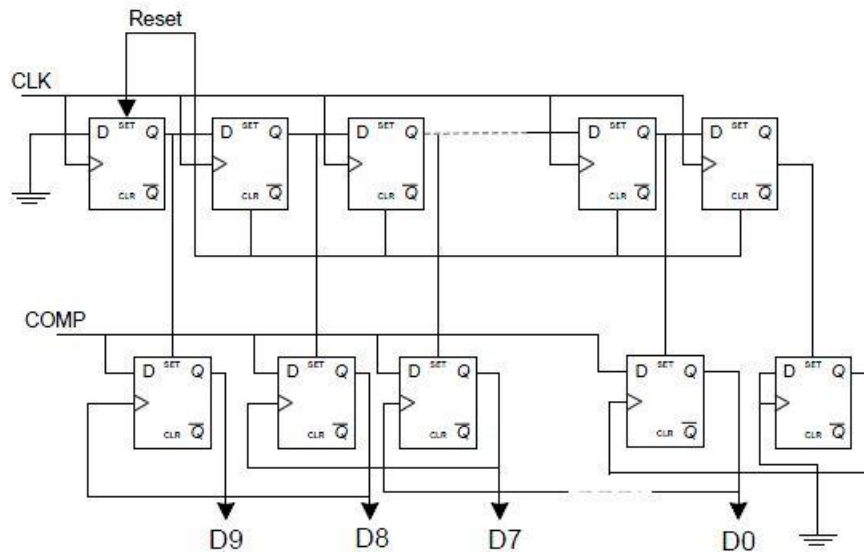 Reset
CLK
D SET Q D SET Q D SET Q D SET Q D SET Q
CLR Q̅ CLR Q̅ CLR Q̅ CLR Q̅ CLR Q̅
COMP
D SET Q D SET Q D SET Q D SET Q D SET Q
CLR Q̅ CLR Q̅ CLR Q̅ CLR Q̅ CLR Q̅
D9 D8 D7 D0